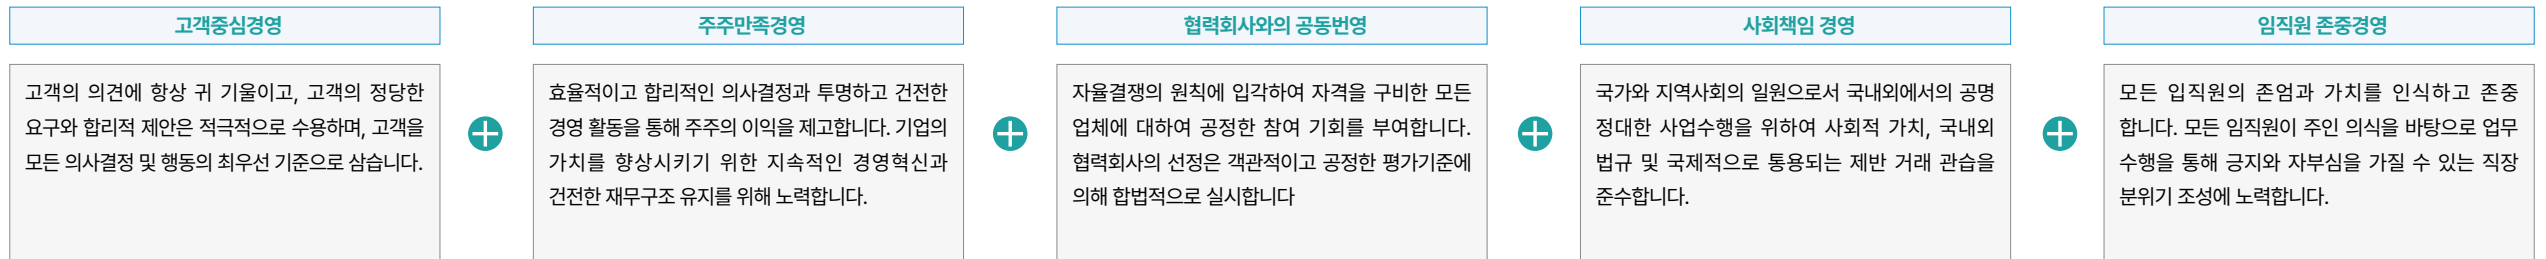 고객중심경영
고객의 의견에 항상 귀 기울이고, 고객의 정당한
요구와 합리적 제안은 적극적으로 수용하며, 고객을
모든 의사결정 및 행동의 최우선 기준으로 삼습니다.
주주만족경영
효율적이고 합리적인 의사결정과 투명하고 건전한
경영 활동을 통해 주주의 이익을 제고합니다. 기업의
가치를 향상시키기 위한 지속적인 경영혁신과
건전한 재무구조 유지를 위해 노력합니다.
협력회사와의 공동번영
자율결쟁의 원칙에 입각하여 자격을 구비한 모든
업체에 대하여 공정한 참여 기회를 부여합니다.
협력회사의 선정은 객관적이고 공정한 평가기준에
의해 합법적으로 실시합니다
사회책임 경영
국가와 지역사회의 일원으로서 국내외에서의 공명
정대한 사업수행을 위하여 사회적 가치, 국내외
법규 및 국제적으로 통용되는 제반 거래 관습을
준수합니다.
임직원 존중경영
모든 입직원의 존엄과 가치를 인식하고 존중
합니다. 모든 임직원이 주인 의식을 바탕으로 업무
수행을 통해 긍지와 자부심을 가질 수 있는 직장
분위기 조성에 노력합니다.